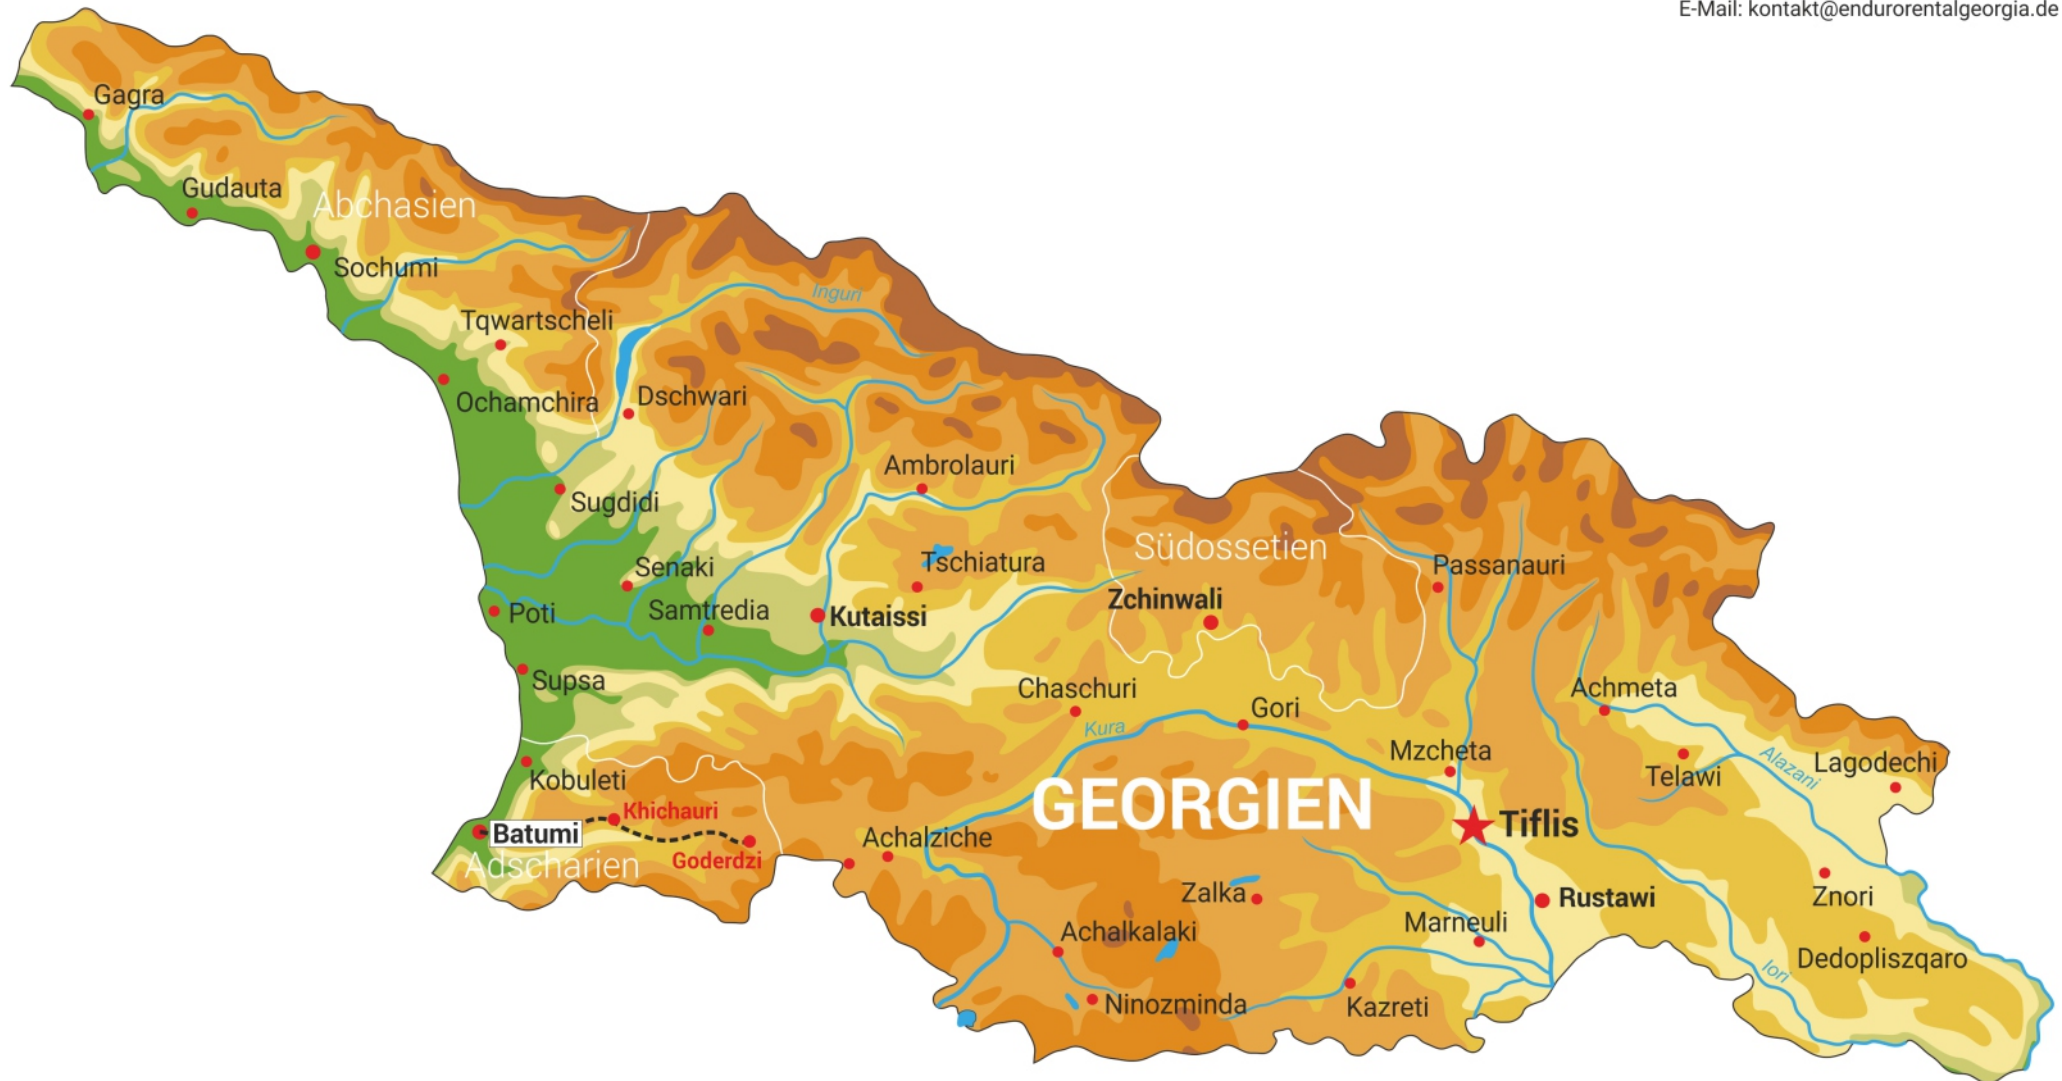 E-Mail: kontakt@endurorentalgeorgia.de
Gagra
Gudauta
Abchasien
Sochumi
Inguri
Tqwartscheli
Ochamchira
Dschwari
Ambrolauri
Sugdidi
Südossetien
Tschiatura
Senaki
Passanauri
Zchinwali
Poti
Samtredia
Kutaissi
Supsa
Chaschuri
Achmeta
Gori
Kura
Mzcheta
Alazani
Lagodechi
Telawi
Kobuleti
GEORGIEN
Khichauri
Tiflis
Batumi
Achalziche
Goderdzi
Adscharien
Zalka
Rustawi
Znori
Marneuli
Achalkalaki
Dedopliszqaro
Iori
Ninozminda
Kazreti